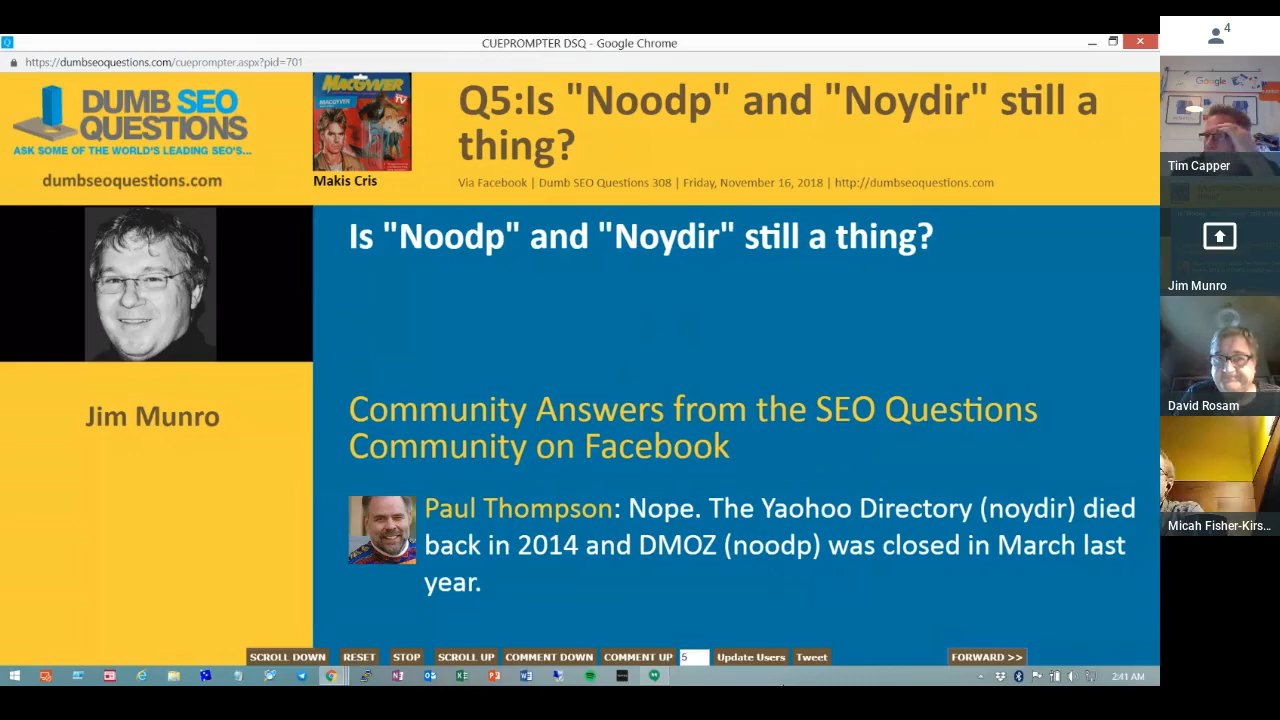 CUEPROMPTER DSQ - Google Chrome
https://dumbseoquestions.com/cueprompter.aspx?pid=701
DUMB SEO
QUESTIONS
ASK SOME OF THE WORLD'S LEADING SEO'S...
dumbseoquestions.com
MACGYVER
Makis Cris
Q5:Is "Noodp" and "Noydir" still a
thing?
Via Facebook | Dumb SEO Questions 308 | Friday, November 16, 2018 | http://dumbseoquestions.com
Jim Munro
Is "Noodp" and "Noydir" still a thing?
Community Answers from the SEO Questions
Community on Facebook
Paul Thompson: Nope. The Yaohoo Directory (noydir) died
back in 2014 and DMOZ (noodp) was closed in March last
year.
SCROLL DOWN
RESET
STOP
SCROLL UP
COMMENT DOWN
COMMENT UP
5
Update Users
Tweet
FORWARD >>
2:41 AM
4
Google
Tim Capper
Jim Munro
David Rosam
Micah Fisher-Kirs...